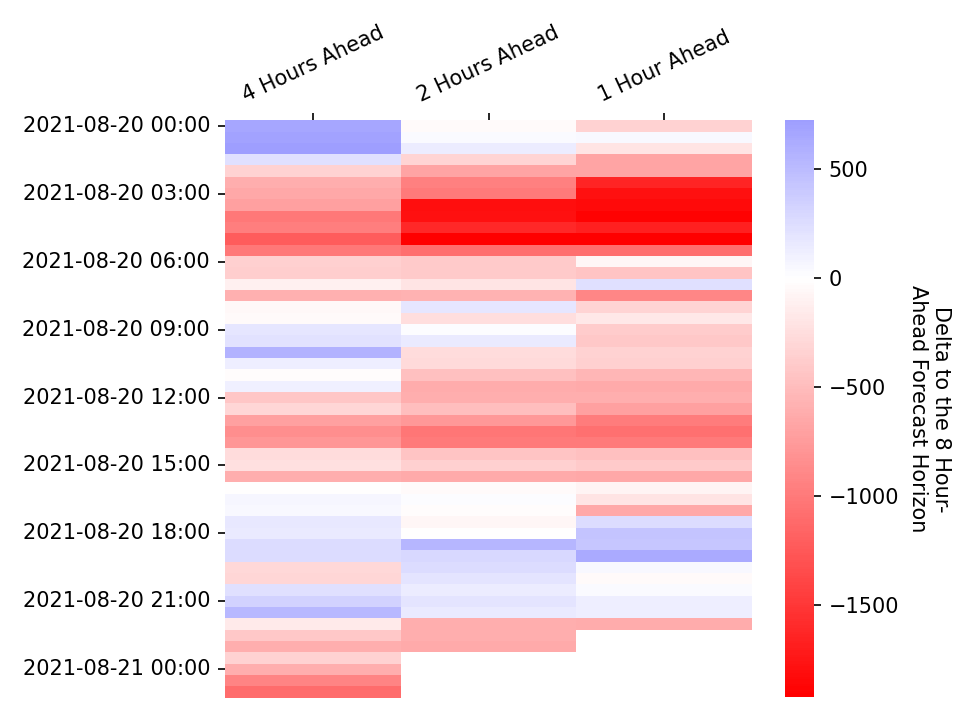 4 Hours Ahead
2 Hours Ahead
1 Hour Ahead
2021-08-20 00:00
2021-08-20 03:00
2021-08-20 06:00
2021-08-20 09:00
2021-08-20 12:00
2021-08-20 15:00
2021-08-20 18:00
2021-08-20 21:00
2021-08-21 00:00
500
0
−500
−1000
−1500
Delta to the 8 Hour-
Ahead Forecast Horizon